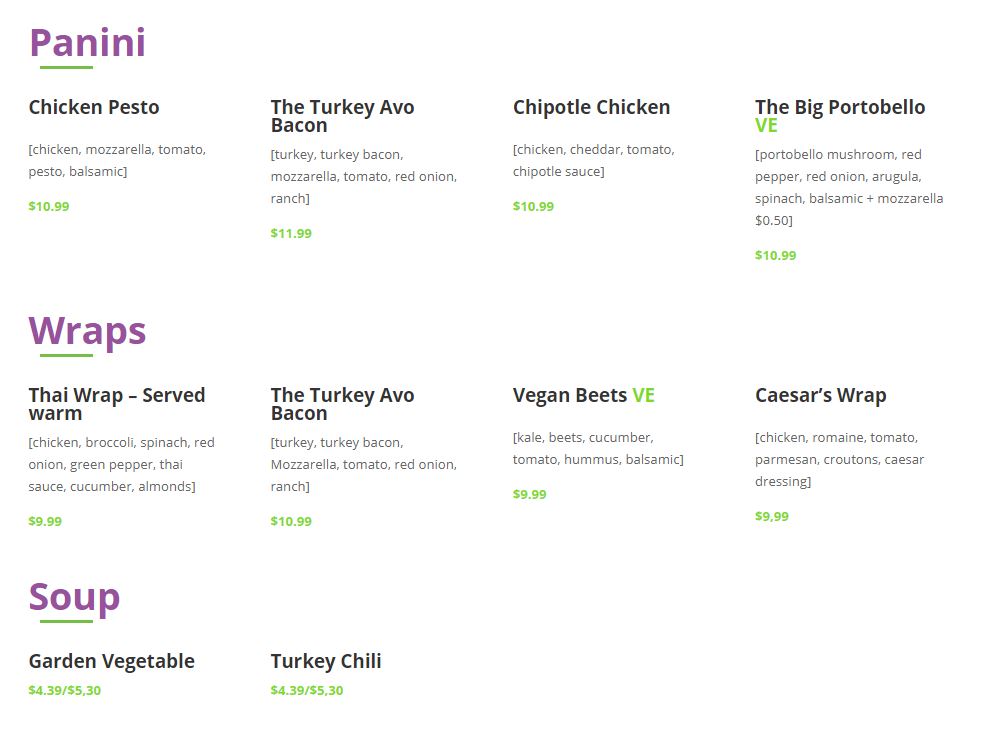 Panini
Chicken Pesto
[chicken, mozzarella, tomato,
pesto, balsamic]
$10.99
The Turkey Avo
Bacon
[turkey, turkey bacon,
mozzarella, tomato, red onion,
ranch]
$11.99
Chipotle Chicken
[chicken, cheddar, tomato,
chipotle sauce]
$10.99
The Big Portobello
VE
[portobello mushroom, red
pepper, red onion, arugula,
spinach, balsamic + mozzarella
$0.50]
$10.99
Wraps
Thai Wrap – Served
warm
[chicken, broccoli, spinach, red
onion, green pepper, thai
sauce, cucumber, almonds]
$9.99
The Turkey Avo
Bacon
[turkey, turkey bacon,
Mozzarella, tomato, red onion,
ranch]
$10.99
Vegan Beets VE
[kale, beets, cucumber,
tomato, hummus, balsamic]
$9.99
Caesar’s Wrap
[chicken, romaine, tomato,
parmesan, croutons, caesar
dressing]
$9,99
Soup
Garden Vegetable
$4.39/$5,30
Turkey Chili
$4.39/$5,30